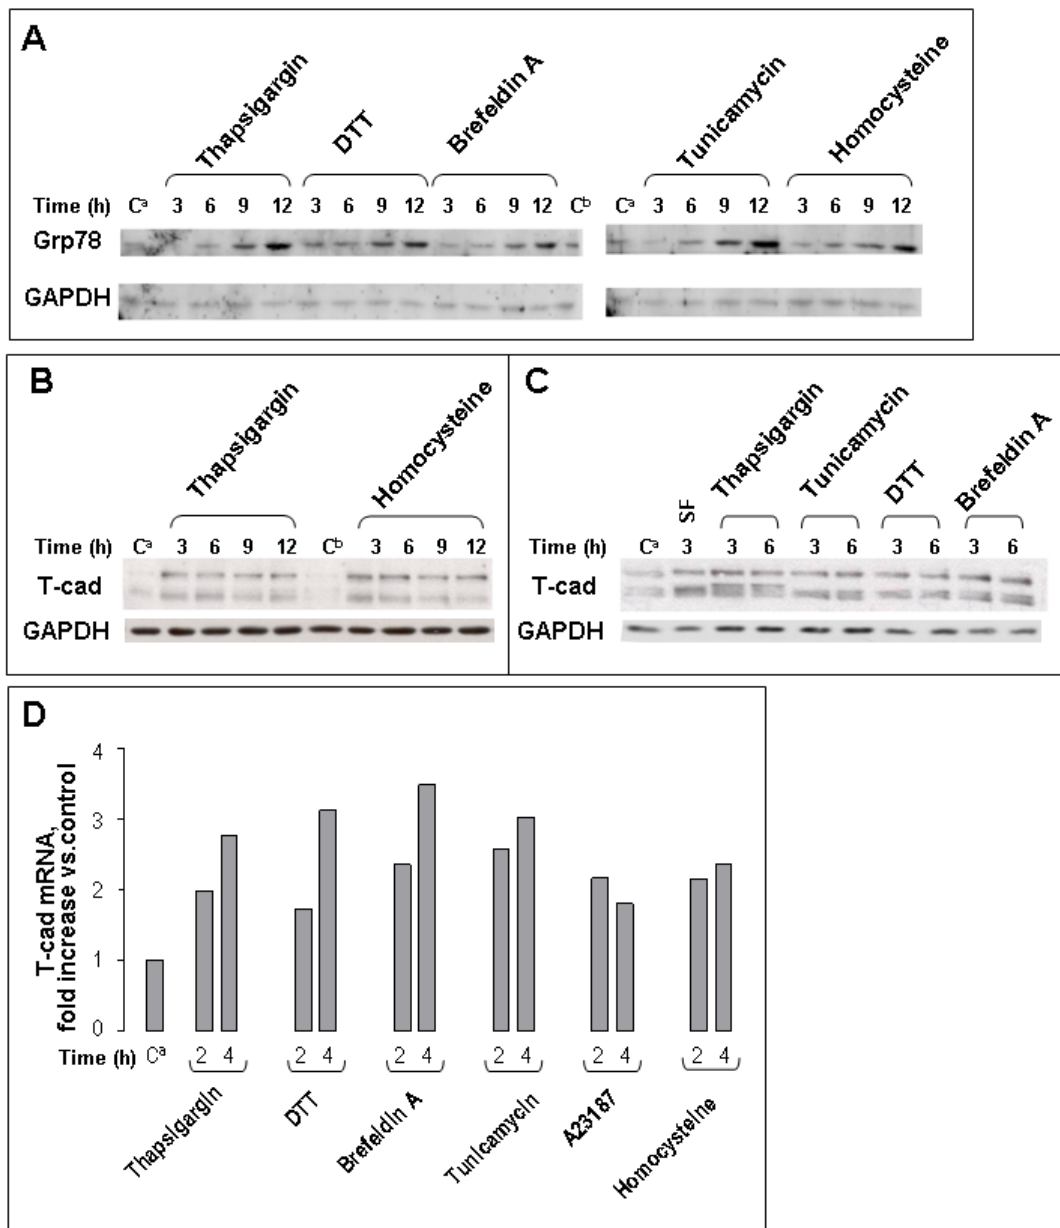 A
Thapsigargin
DTT
Brefeldin A
Tunicamycin
Homocysteine
Time (h) Cᵃ 3 6 9 12 3 6 9 12 3 6 9 12 Cᵇ Cᵃ 3 6 9 12 3 6 9 12
Grp78
GAPDH
B
Thapsigargin
Homocysteine
Time (h) Cᵃ 3 6 9 12 Cᵇ 3 6 9 12
T-cad
GAPDH
C
SF
Thapsigargin
Tunicamycin
DTT
Brefeldin A
Time (h) Cᵃ 3 3 6 3 6 3 6 3 6
T-cad
GAPDH
D
T-cad mRNA,
fold increase vs.control
4
3
2
1
0
Time (h) Cᵃ 2 4 2 4 2 4 2 4 2 4 2 4
Thapsigargin
DTT
Brefeldin A
Tunicamycin
A23187
Homocysteine